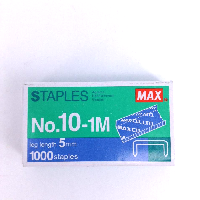 STAPLES
MAX
No.10-1M
leg length 5mm
1000 staples